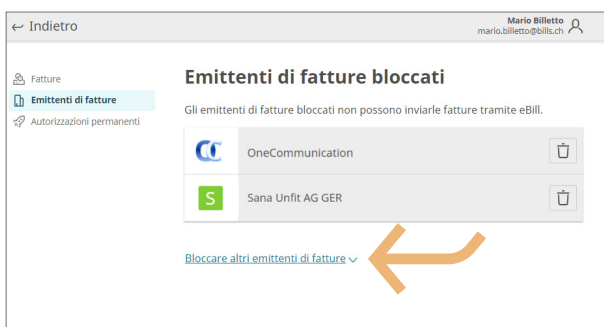 Indietro
Mario Billetto
mario.billetto@bills.ch
Fatture
Emittenti di fatture
Autorizzazioni permanenti
Emittenti di fatture bloccati
Gli emittenti di fatture bloccati non possono inviarle fatture tramite eBill.
OneCommunication
S
Sana Unfit AG GER
Bloccare altri emittenti di fatture